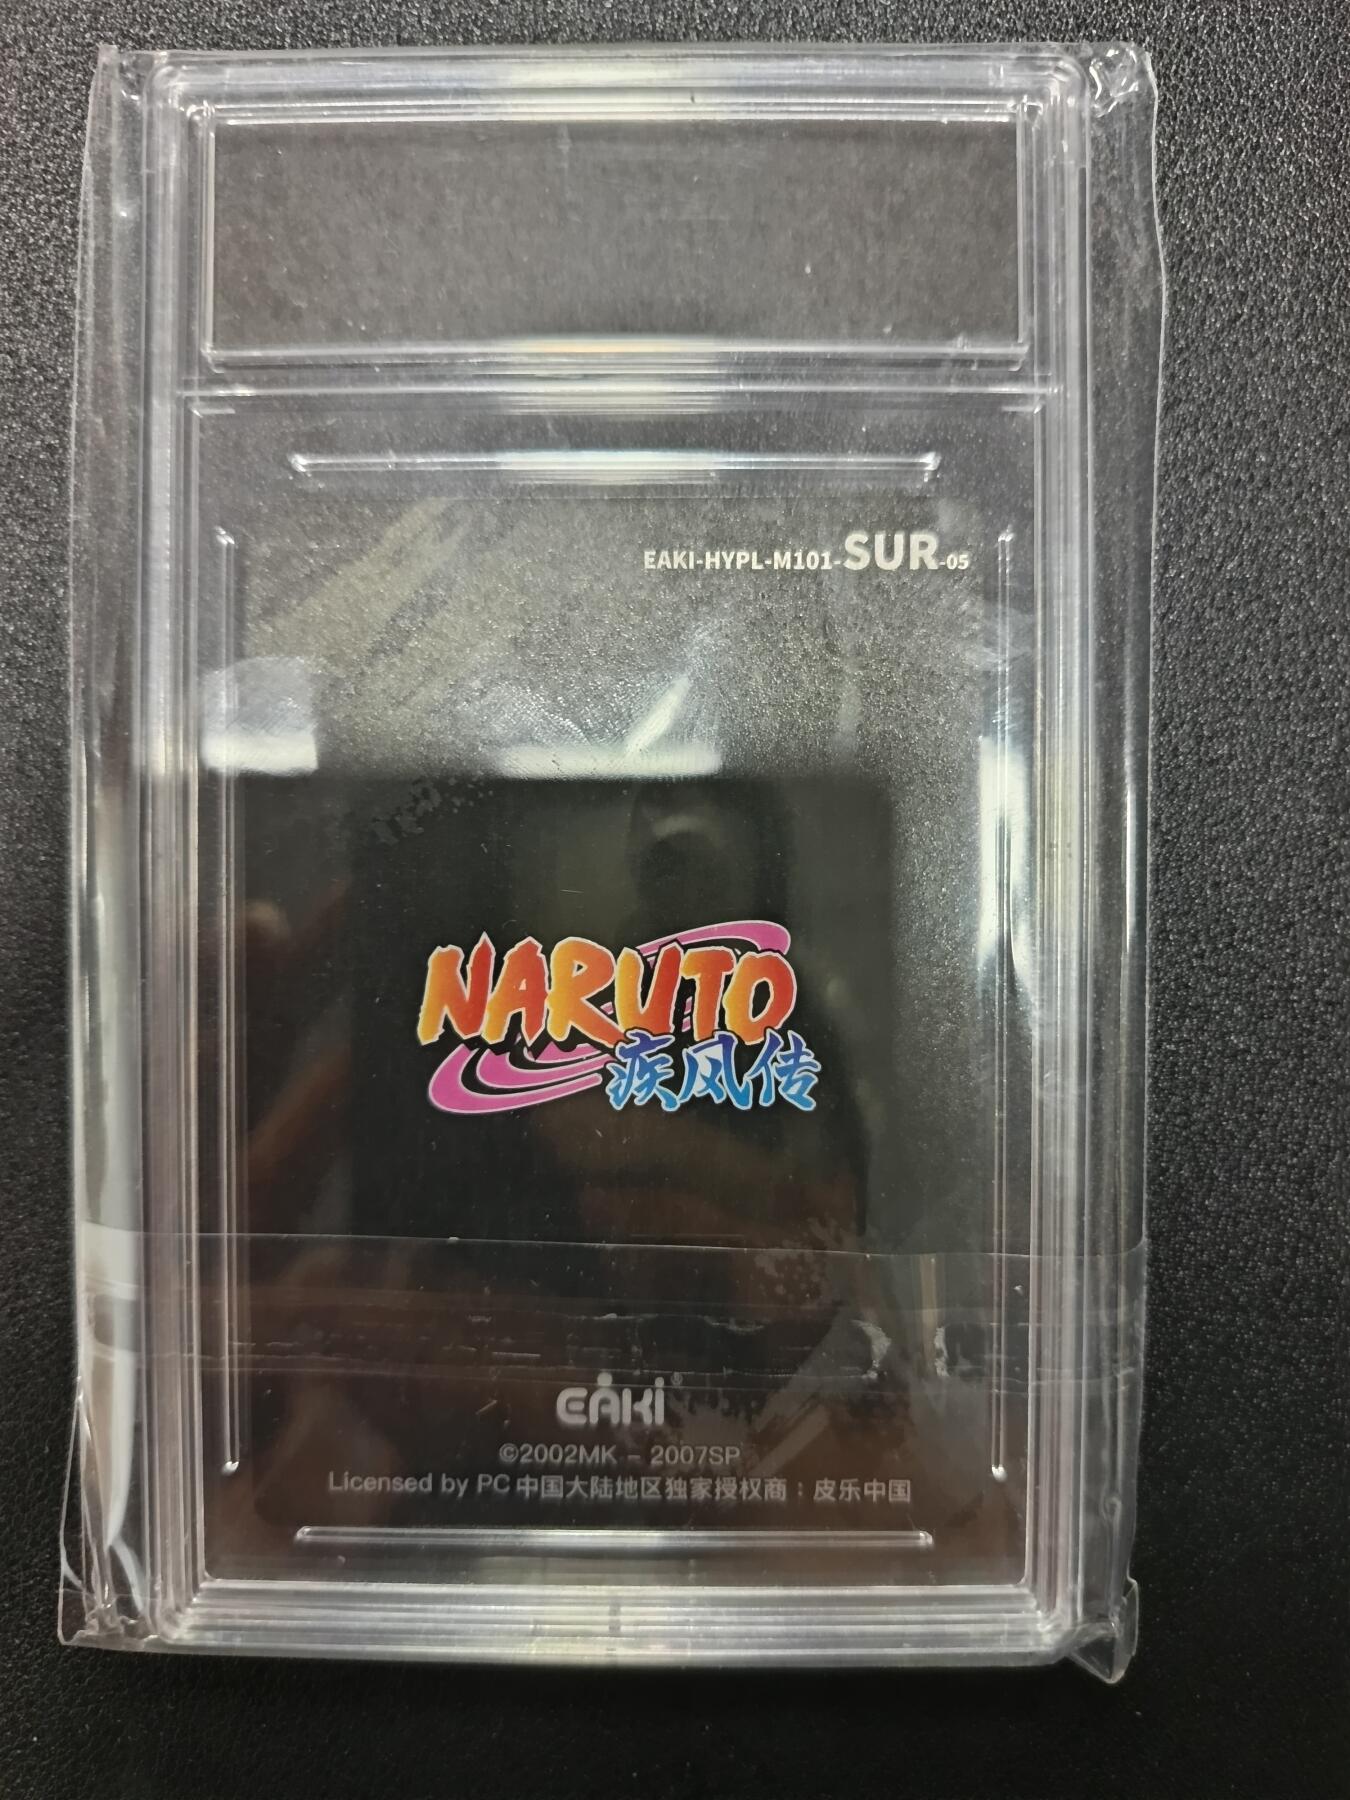 EAKI-HYPL-M101-SUR-05
NARUTO
疾风传
EAKI®
©2002MK – 2007SP
Licensed by PC 中国大陆地区独家授权商：皮乐中国